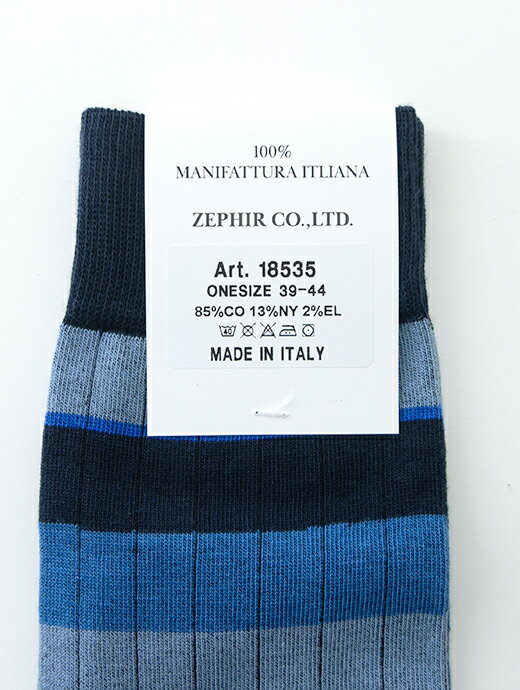 100%
MANIFATTURA ITLIANA
ZEPHIR CO.,LTD.
Art. 18535
ONESIZE 39-44
85%CO 13%NY 2%EL
40
MADE IN ITALY